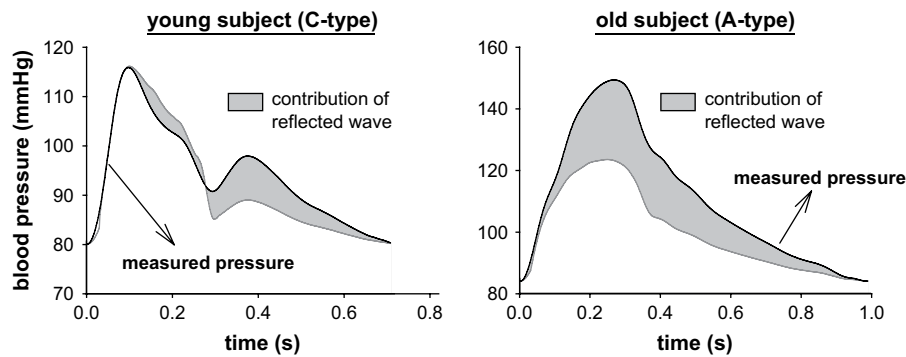 young subject (C-type)
blood pressure (mmHg)
120
110
100
90
80
70
contribution of
reflected wave
measured pressure
0.0
0.2
0.4
0.6
0.8
time (s)
old subject (A-type)
160
140
120
100
80
contribution of
reflected wave
measured pressure
0.0
0.2
0.4
0.6
0.8
1.0
time (s)